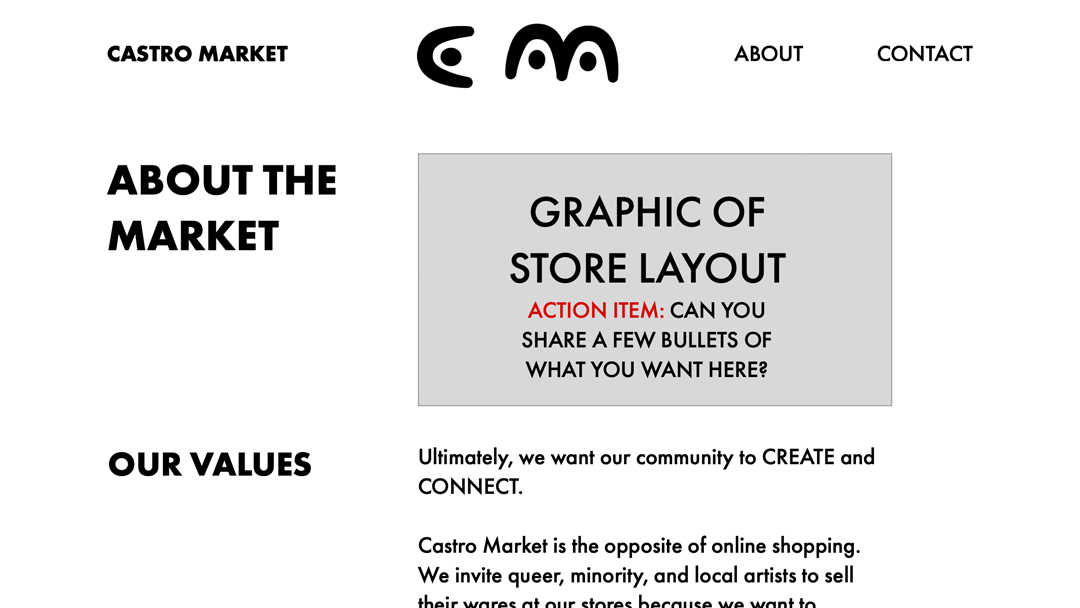 CASTRO MARKET
CM
ABOUT
CONTACT
ABOUT THE
MARKET
GRAPHIC OF
STORE LAYOUT
ACTION ITEM: CAN YOU
SHARE A FEW BULLETS OF
WHAT YOU WANT HERE?
OUR VALUES
Ultimately, we want our community to CREATE and
CONNECT.
Castro Market is the opposite of online shopping.
We invite queer, minority, and local artists to sell
their wares at our stores because we want to